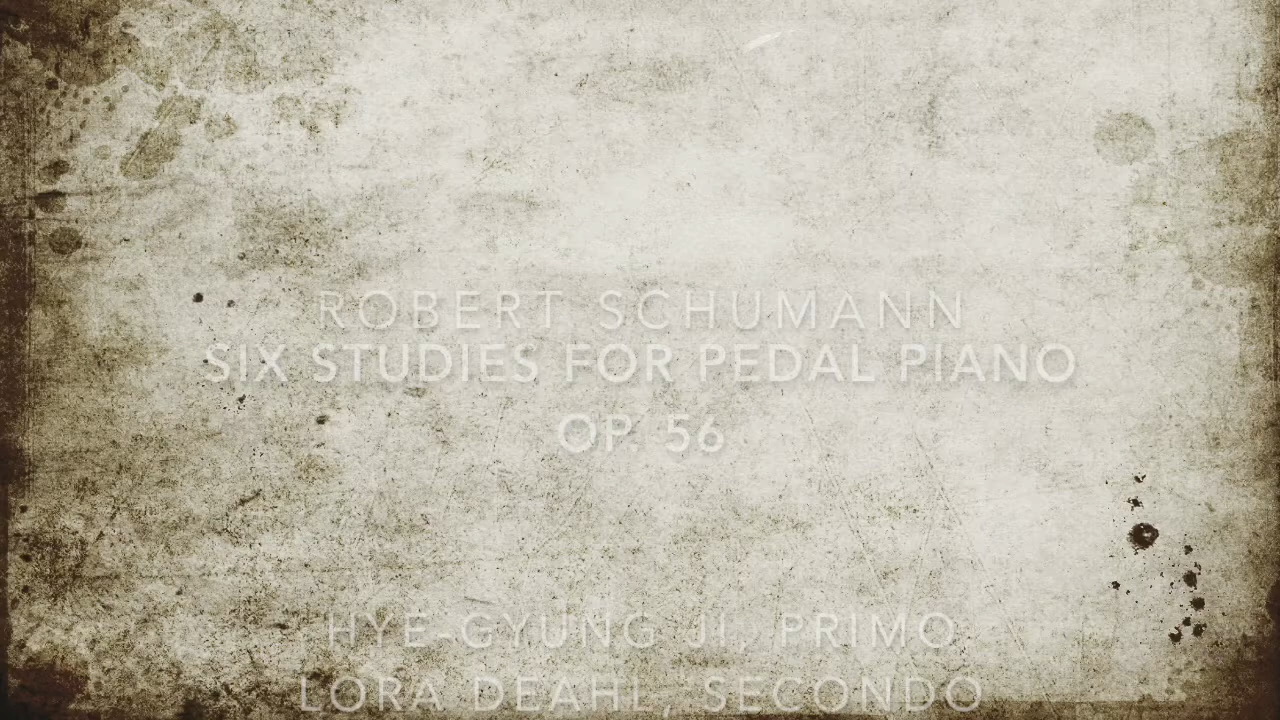 ROBERT SCHUMANN
SIX STUDIES FOR PEDAL PIANO
OP. 56
HYE-GYUNG JI, PRIMO
LORA DEAHL, SECONDO